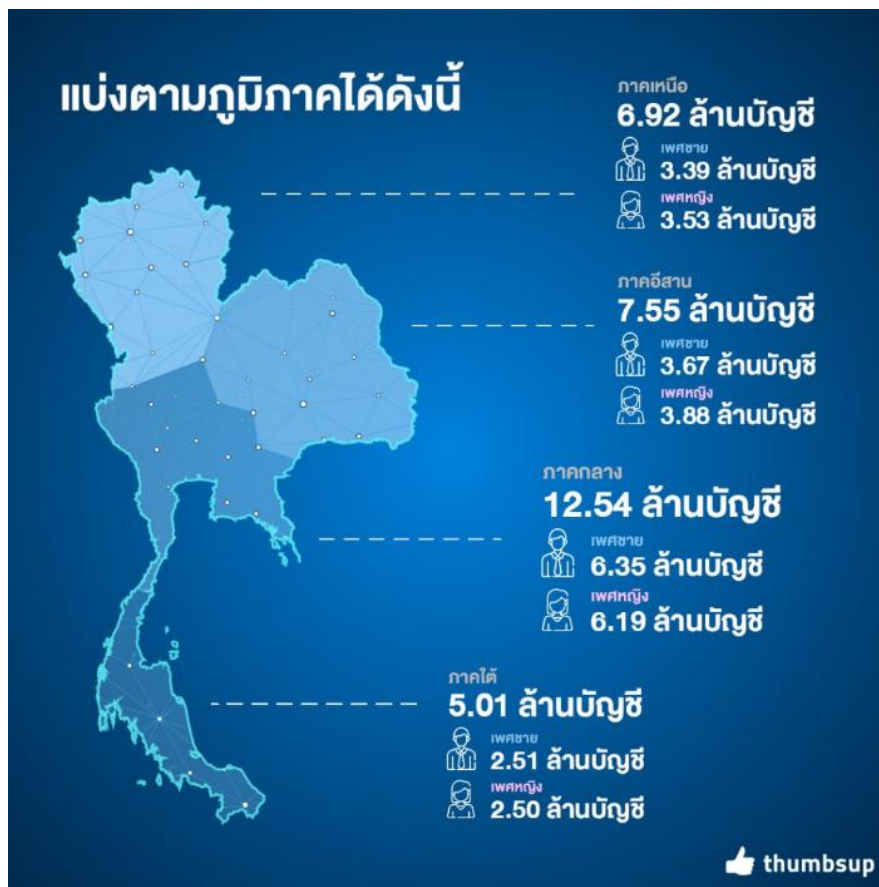 แบ่งตามภูมิภาคได้ดังนี้
ภาคเหนือ
6.92 ล้านบัญชี
เพศชาย
3.39 ล้านบัญชี
เพศหญิง
3.53 ล้านบัญชี
ภาคอีสาน
7.55 ล้านบัญชี
เพศชาย
3.67 ล้านบัญชี
เพศหญิง
3.88 ล้านบัญชี
ภาคกลาง
12.54 ล้านบัญชี
เพศชาย
6.35 ล้านบัญชี
เพศหญิง
6.19 ล้านบัญชี
ภาคใต้
5.01 ล้านบัญชี
เพศชาย
2.51 ล้านบัญชี
เพศหญิง
2.50 ล้านบัญชี
thumbsup